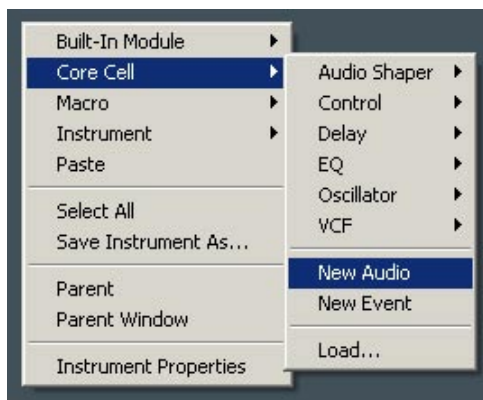 Built-In Module
Core Cell
Macro
Instrument
Paste
Select All
Save Instrument As...
Parent
Parent Window
Instrument Properties
Audio Shaper
Control
Delay
EQ
Oscillator
VCF
New Audio
New Event
Load...